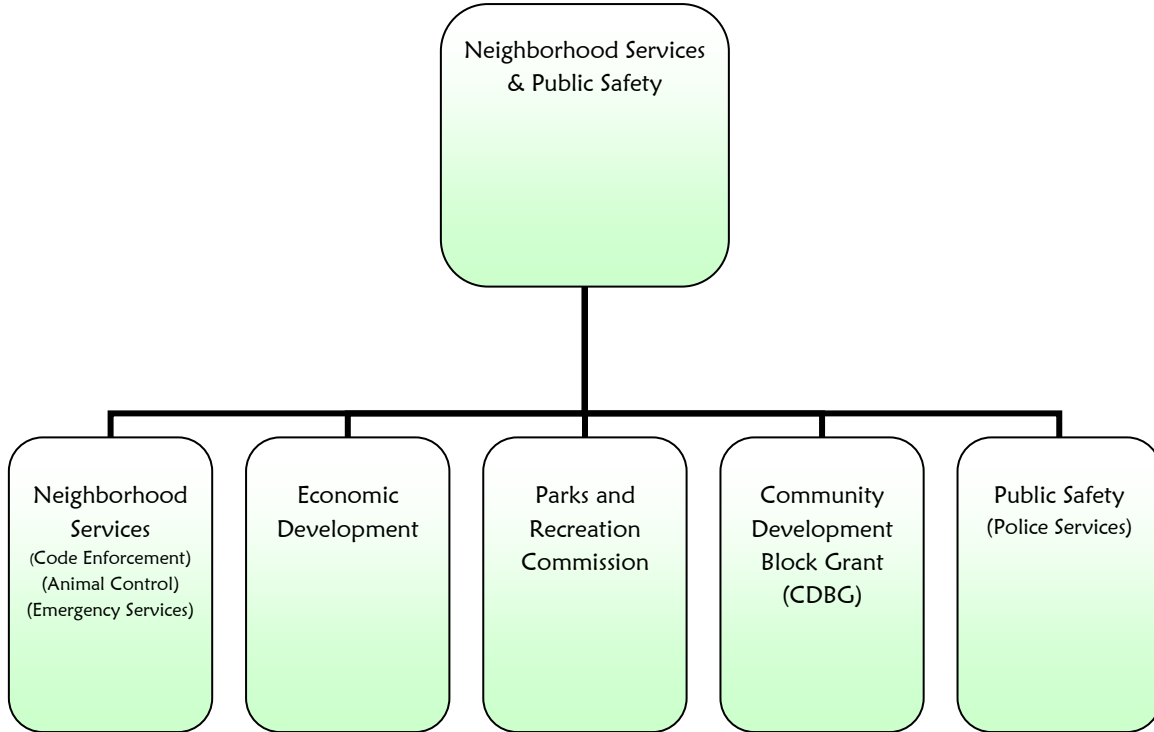 Neighborhood Services
& Public Safety
Neighborhood
Services
(Code Enforcement)
(Animal Control)
(Emergency Services)
Economic
Development
Parks and
Recreation
Commission
Community
Development
Block Grant
(CDBG)
Public Safety
(Police Services)